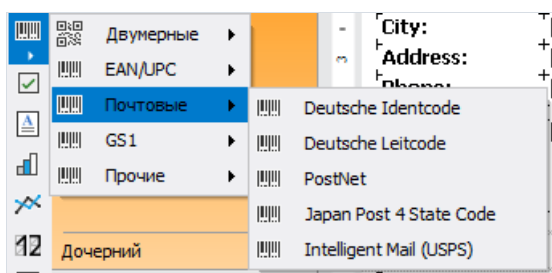 City:
Двумерные
EAN/UPC
Address:
Phone:
Почтовые
Deutsche Identcode
GS1
Deutsche Leitcode
Прочие
PostNet
Japan Post 4 State Code
12
Дочерний
Intelligent Mail (USPS)